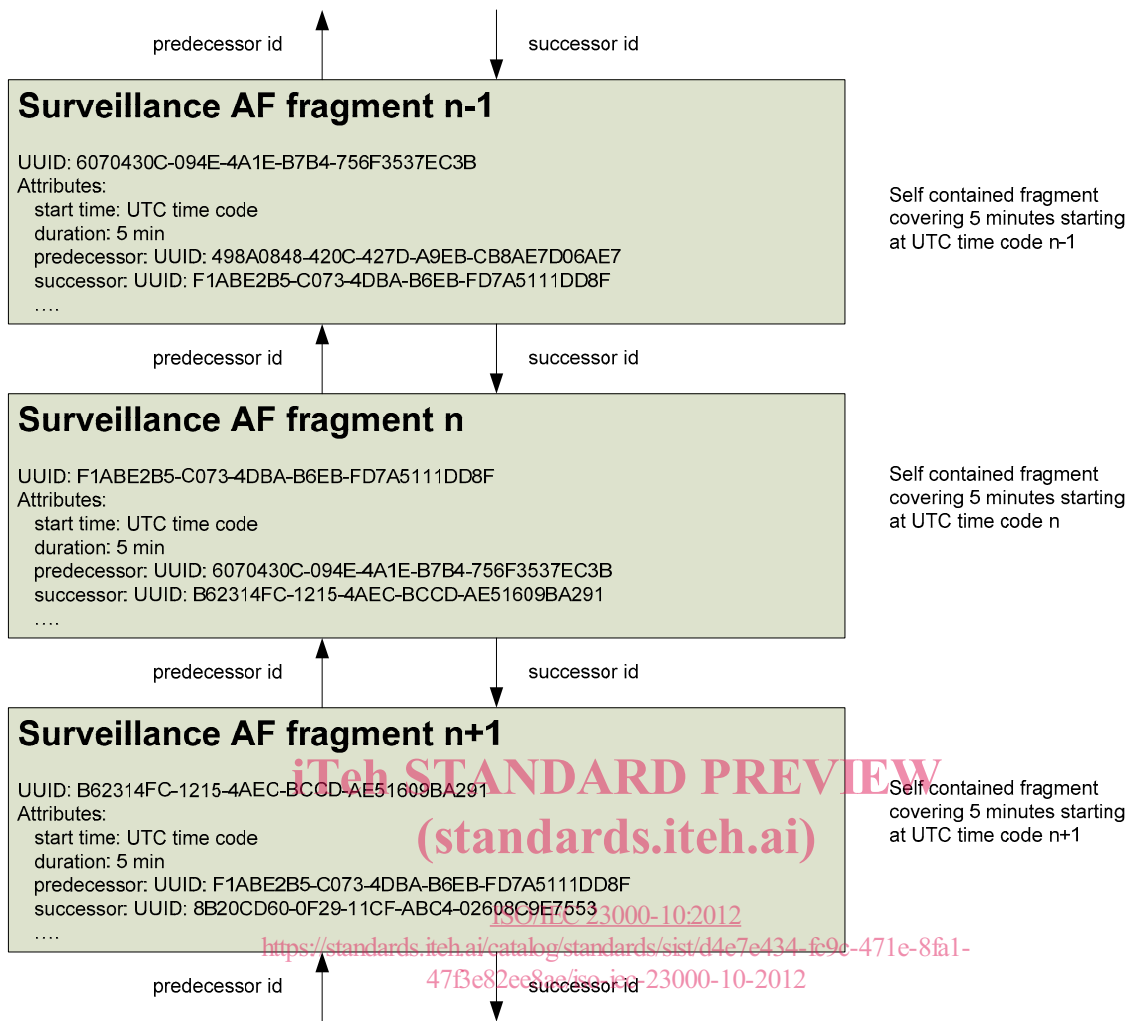 predecessor id
successor id
Surveillance AF fragment n-1
UUID: 6070430C-094E-4A1E-B7B4-756F3537EC3B
Attributes:
start time: UTC time code
duration: 5 min
predecessor: UUID: 498A0848-420C-427D-A9EB-CB8AE7D06AE7
successor: UUID: F1ABE2B5-C073-4DBA-B6EB-FD7A5111DD8F
....
Self contained fragment
covering 5 minutes starting
at UTC time code n-1
predecessor id
successor id
Surveillance AF fragment n
UUID: F1ABE2B5-C073-4DBA-B6EB-FD7A5111DD8F
Attributes:
start time: UTC time code
duration: 5 min
predecessor: UUID: 6070430C-094E-4A1E-B7B4-756F3537EC3B
successor: UUID: B62314FC-1215-4AEC-BCCD-AE51609BA291
....
Self contained fragment
covering 5 minutes starting
at UTC time code n
predecessor id
successor id
Surveillance AF fragment n+1
UUID: B62314FC-1215-4AEC-BCCD-AE51609BA291
Attributes:
start time: UTC time code
duration: 5 min
predecessor: UUID: F1ABE2B5-C073-4DBA-B6EB-FD7A5111DD8F
successor: UUID: 8B20CD60-0F29-11CF-ABC4-02608C9E7553
....
Self contained fragment
covering 5 minutes starting
at UTC time code n+1
iTeh STANDARD PREVIEW
(standards.iteh.ai)
ISO/IEC 23000-10:2012
https://standards.iteh.ai/catalog/standards/sist/d4e7e434-fc9c-471e-8fa1-
47f3e82ee8ae/iso-iec-23000-10-2012
predecessor id
successor id